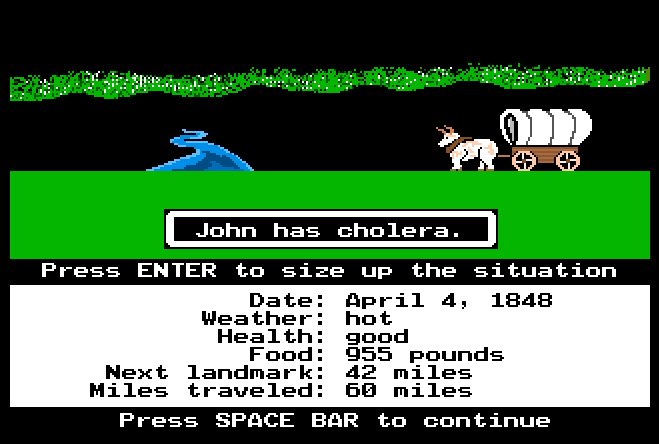 John has cholera.
Press ENTER to size up the situation
Date: April 4, 1848
Weather: hot
Health: good
Food: 955 pounds
Next landmark: 42 miles
Miles traveled: 60 miles
Press SPACE BAR to continue